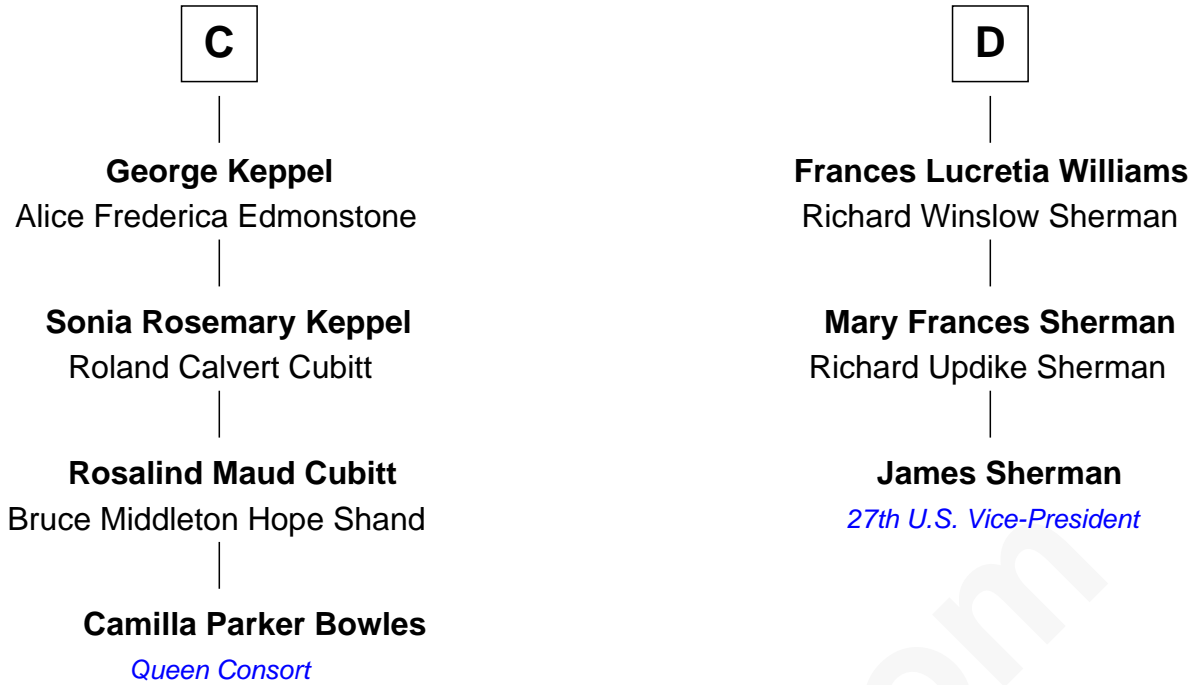 C
George Keppel
Alice Frederica Edmonstone
Sonia Rosemary Keppel
Roland Calvert Cubitt
Rosalind Maud Cubitt
Bruce Middleton Hope Shand
Camilla Parker Bowles
Queen Consort
D
Frances Lucretia Williams
Richard Winslow Sherman
Mary Frances Sherman
Richard Updike Sherman
James Sherman
27th U.S. Vice-President
om